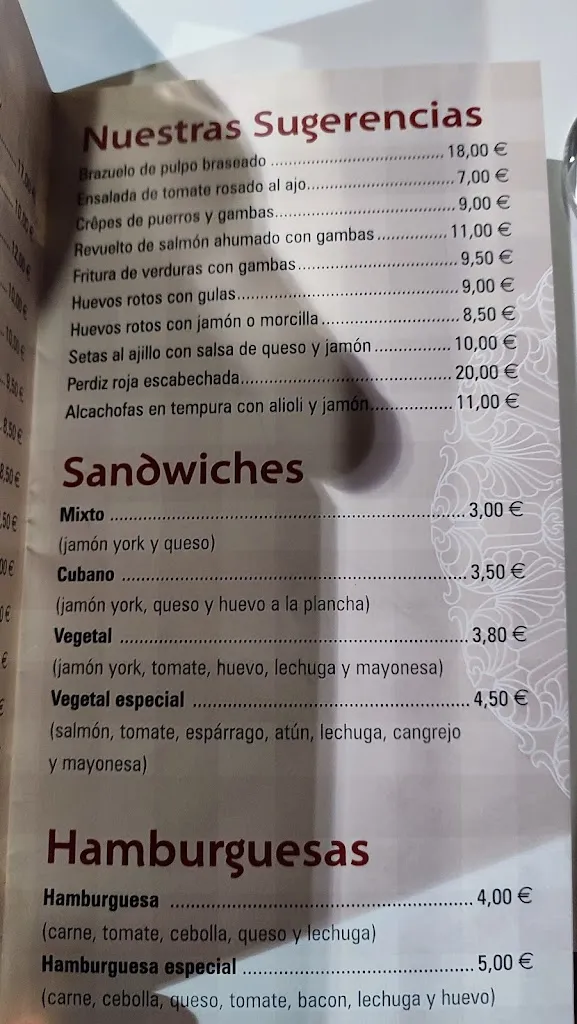 Nuestras Sugerencias
Brazuelo de pulpo braseado ........ 18,00 €
Ensalada de tomate rosado al ajo........ 7,00 €
Crêpes de puerros y gambas........ 9,00 €
Revuelto de salmón ahumado con gambas ........ 11,00 €
Fritura de verduras con gambas........ 9,50 €
Huevos rotos con gulas........ 9,00 €
Huevos rotos con jamón o morcilla........ 8,50 €
Setas al ajillo con salsa de queso y jamón ........ 10,00 €
Perdiz roja escabechada........ 20,00 €
Alcachofas en tempura con alioli y jamón........ 11,00 €
Sandwiches
Mixto ........ 3,00 €
(jamón york y queso)
Cubano ........ 3,50 €
(jamón york, queso y huevo a la plancha)
Vegetal ........ 3,80 €
(jamón york, tomate, huevo, lechuga y mayonesa)
Vegetal especial ........ 4,50 €
(salmón, tomate, espárrago, atún, lechuga, cangrejo
y mayonesa)
Hamburguesas
Hamburguesa ........ 4,00 €
(carne, tomate, cebolla, queso y lechuga)
Hamburguesa especial ........ 5,00 €
(carne, cebolla, queso, tomate, bacon, lechuga y huevo)